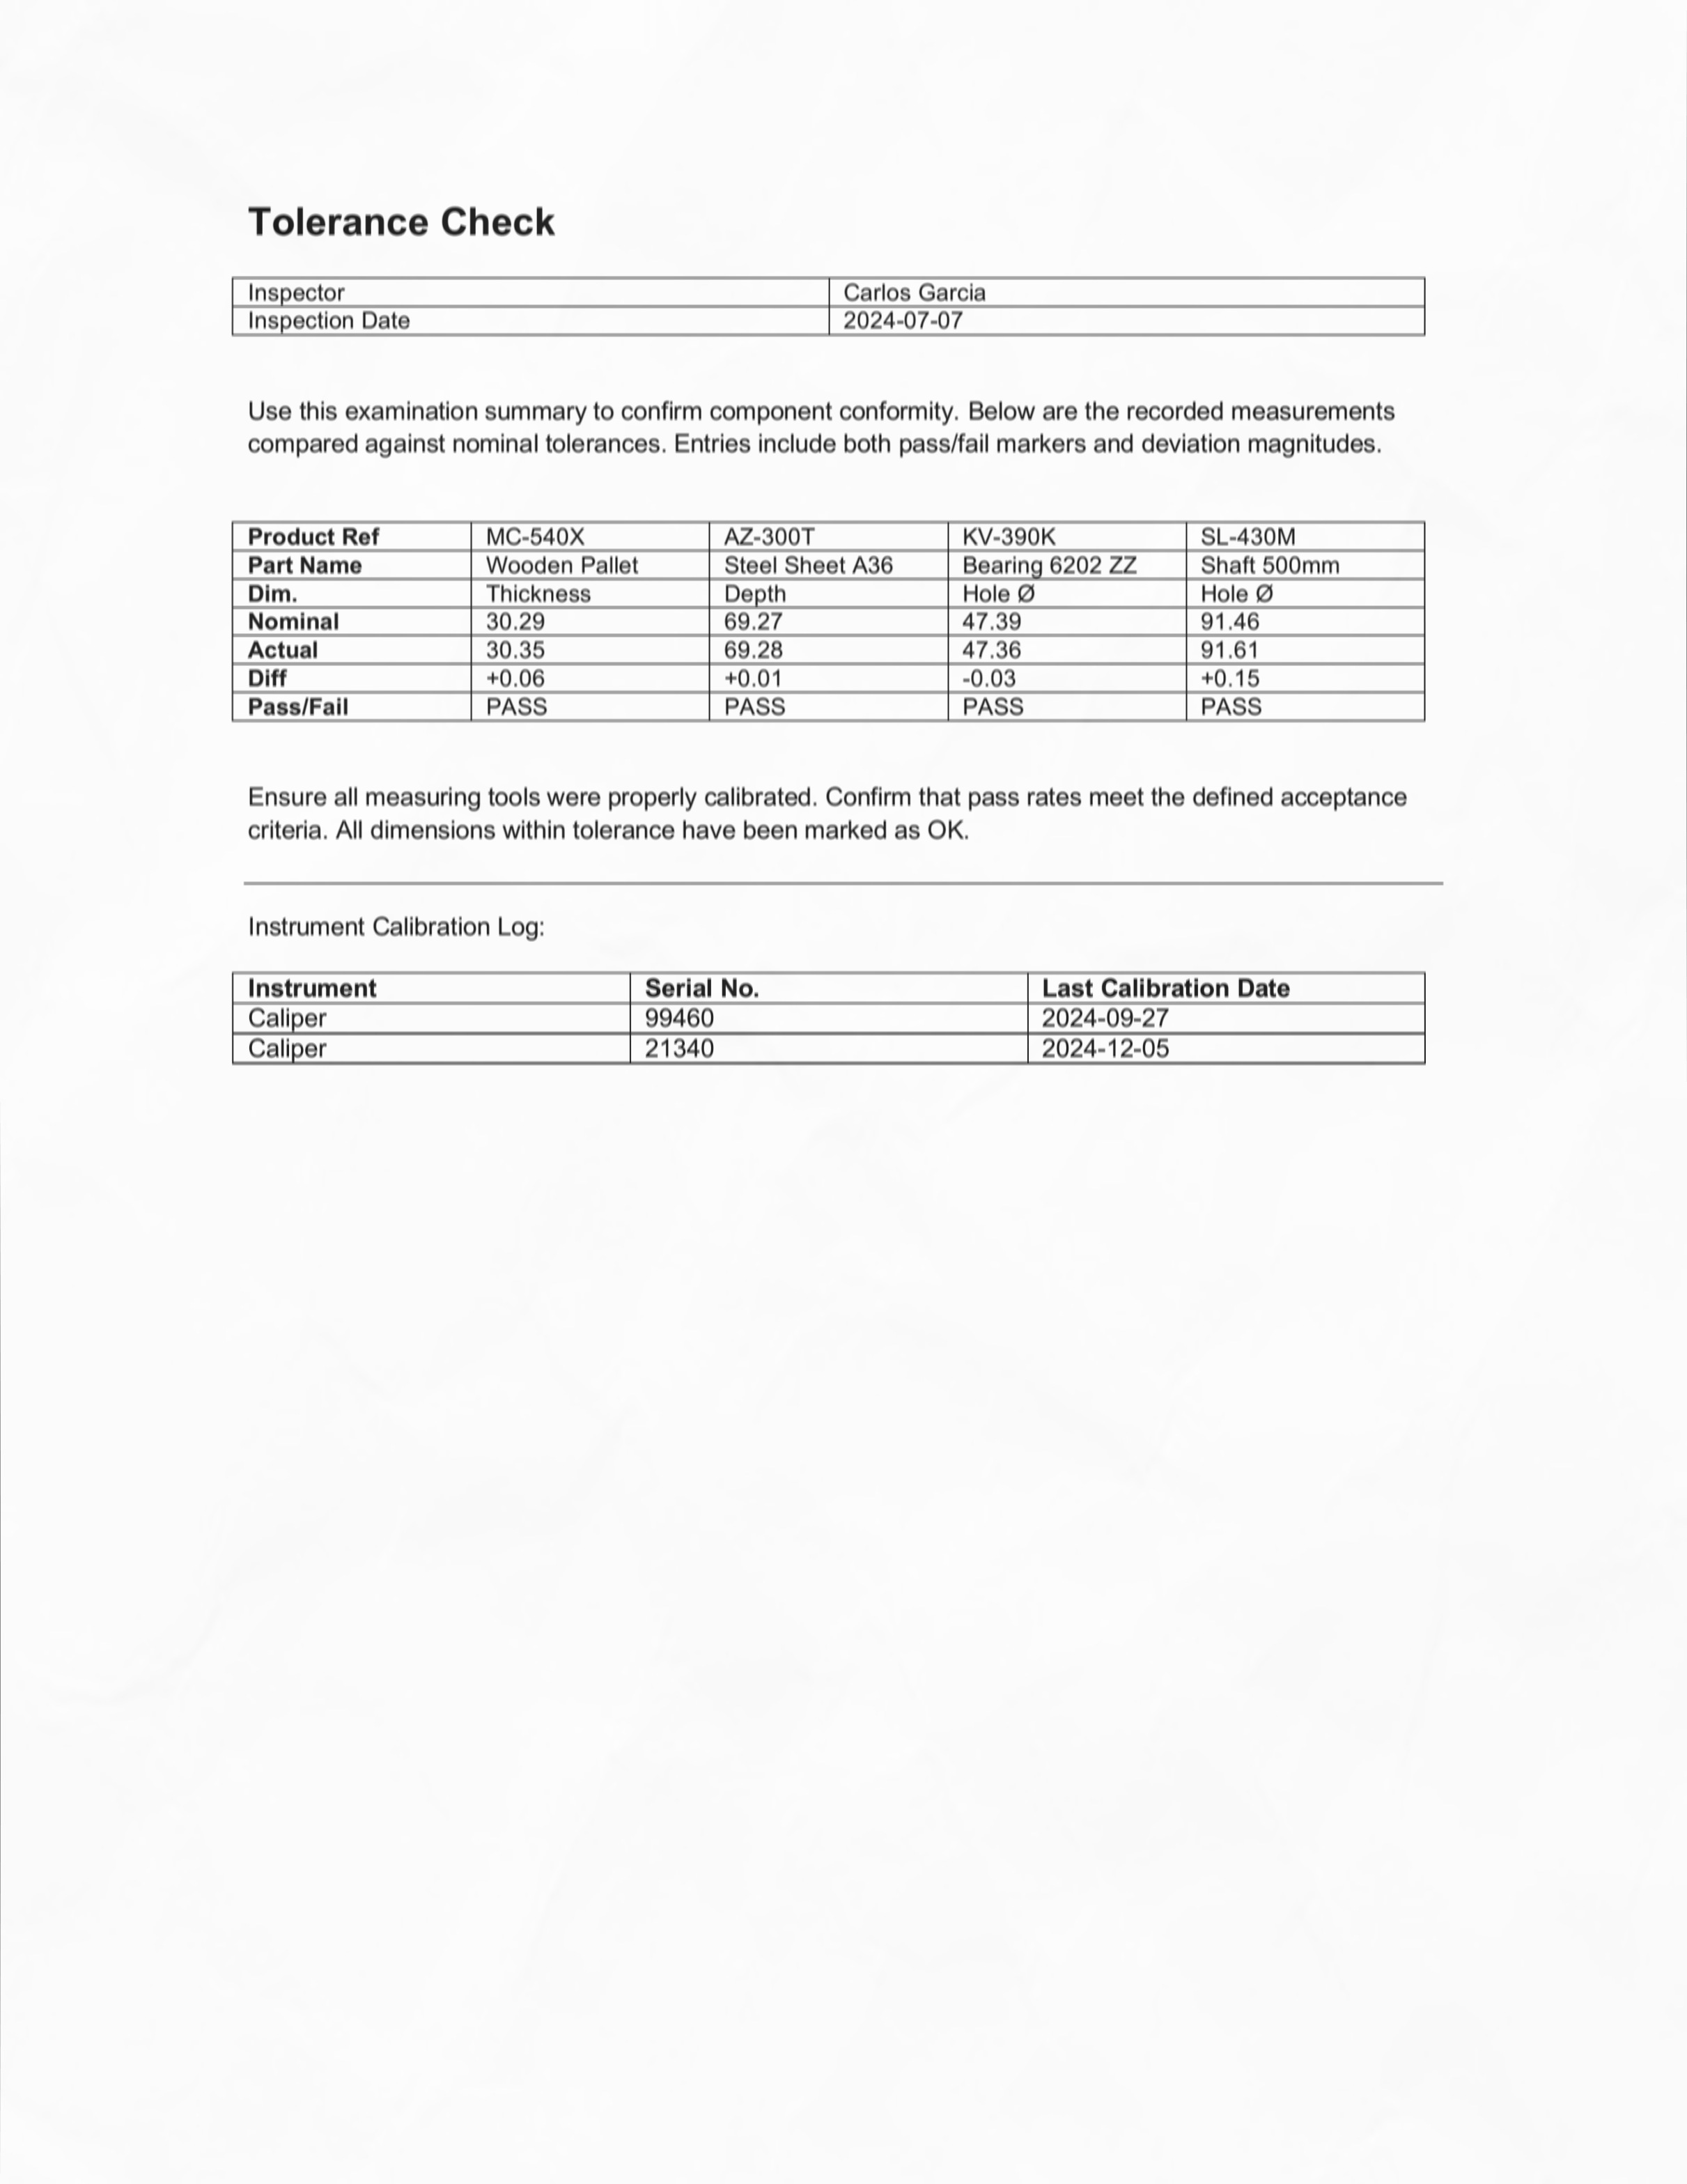 Tolerance Check
Inspector Carlos Garcia
Inspection Date 2024-07-07
Use this examination summary to confirm component conformity. Below are the recorded measurements
compared against nominal tolerances. Entries include both pass/fail markers and deviation magnitudes.
Product Ref MC-540X AZ-300T KV-390K SL-430M
Part Name Wooden Pallet Steel Sheet A36 Bearing 6202 ZZ Shaft 500mm
Dim. Thickness Depth Hole Ø Hole Ø
Nominal 30.29 69.27 47.39 91.46
Actual 30.35 69.28 47.36 91.61
Diff +0.06 +0.01 -0.03 +0.15
Pass/Fail PASS PASS PASS PASS
Ensure all measuring tools were properly calibrated. Confirm that pass rates meet the defined acceptance
criteria. All dimensions within tolerance have been marked as OK.
Instrument Calibration Log:
Instrument Serial No. Last Calibration Date
Caliper 99460 2024-09-27
Caliper 21340 2024-12-05